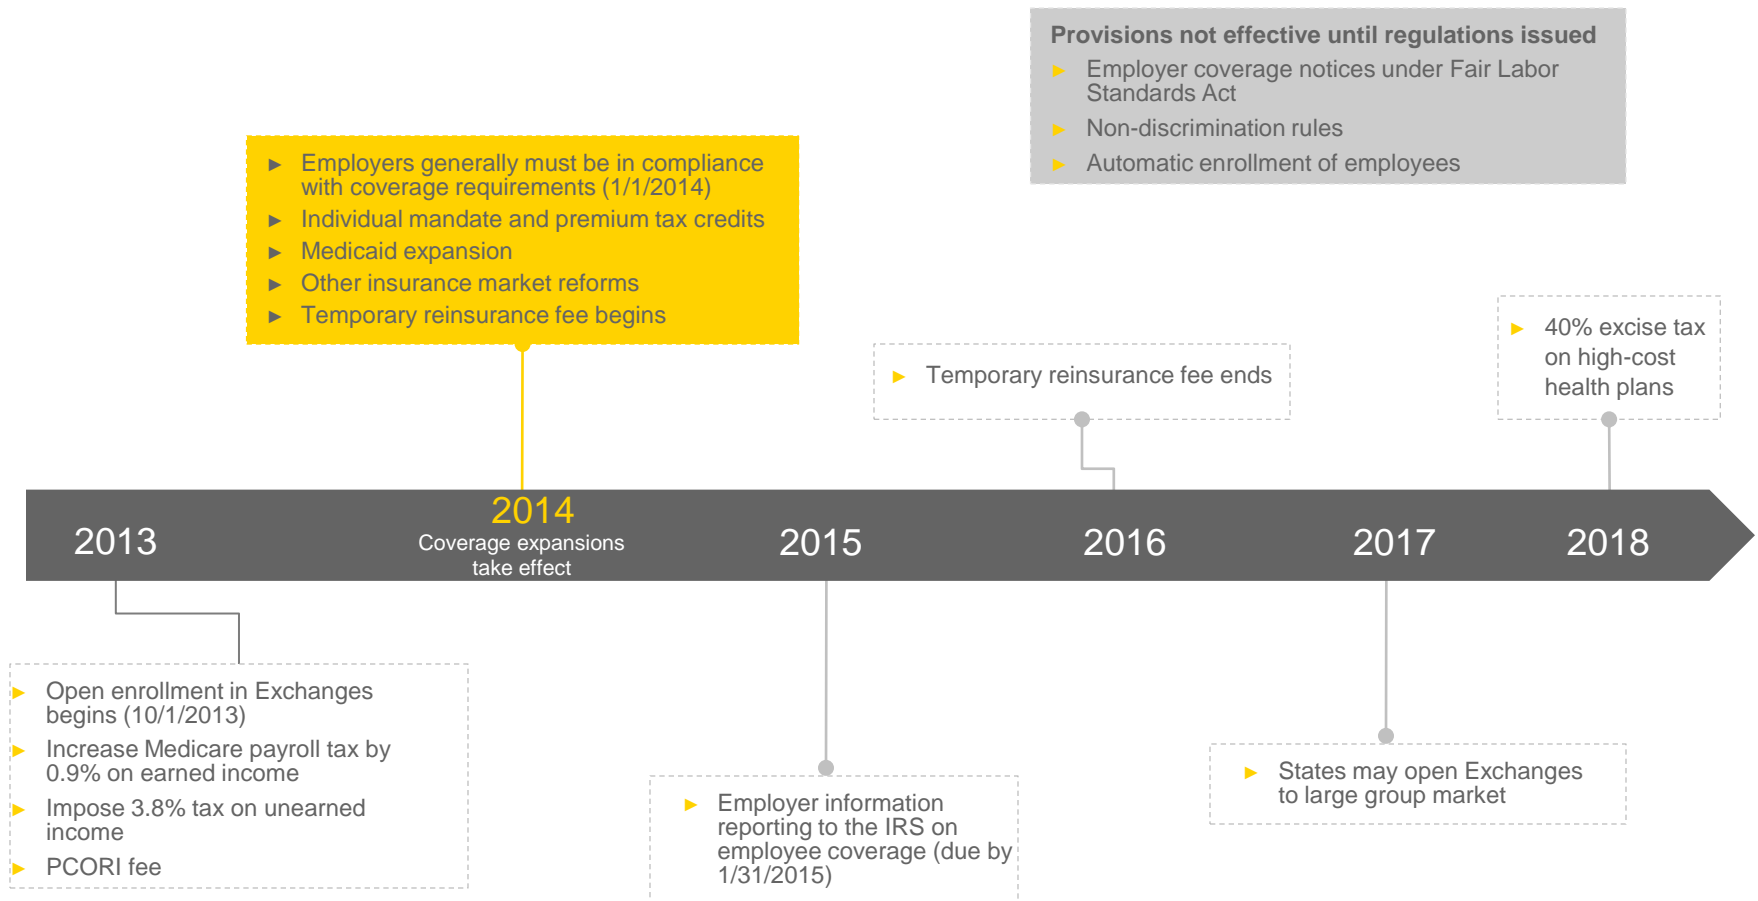 Provisions not effective until regulations issued
► Employer coverage notices under Fair Labor
Standards Act
► Non-discrimination rules
► Automatic enrollment of employees
► Employers generally must be in compliance
with coverage requirements (1/1/2014)
► Individual mandate and premium tax credits
► Medicaid expansion
► Other insurance market reforms
► Temporary reinsurance fee begins
► Temporary reinsurance fee ends
► 40% excise tax
on high-cost
health plans
2013
2014
Coverage expansions
take effect
2015
2016
2017
2018
► Open enrollment in Exchanges
begins (10/1/2013)
► Increase Medicare payroll tax by
0.9% on earned income
► Impose 3.8% tax on unearned
income
► PCORI fee
► Employer information
reporting to the IRS on
employee coverage (due by
1/31/2015)
► States may open Exchanges
to large group market